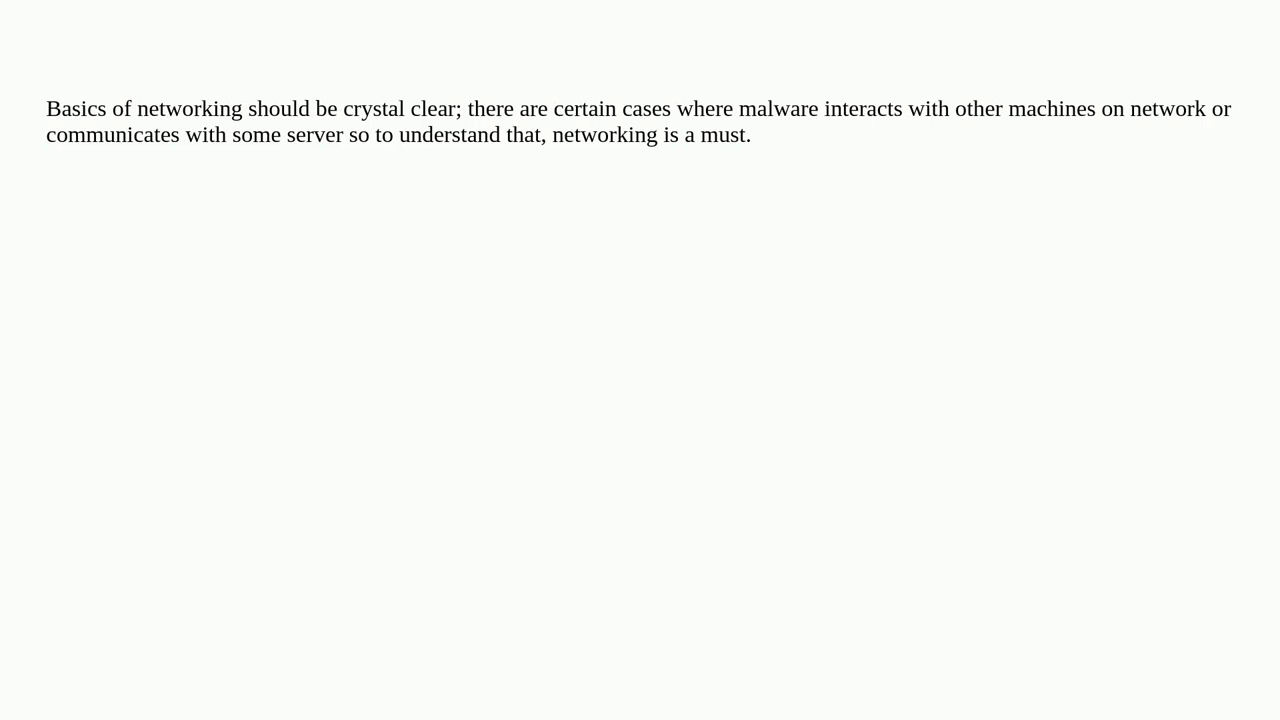 Basics of networking should be crystal clear; there are certain cases where malware interacts with other machines on network or
communicates with some server so to understand that, networking is a must.